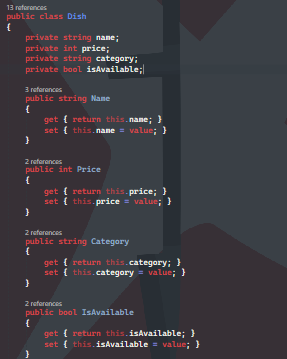 13 references
public class Dish
{
    private string name;
    private int price;
    private string category;
    private bool isAvailable;
    3 references
    public string Name
    {
        get { return this.name; }
        set { this.name = value; }
    }
    2 references
    public int Price
    {
        get { return this.price; }
        set { this.price = value; }
    }
    2 references
    public string Category
    {
        get { return this.category; }
        set { this.category = value; }
    }
    2 references
    public bool IsAvailable
    {
        get { return this.isAvailable; }
        set { this.isAvailable = value; }
    }